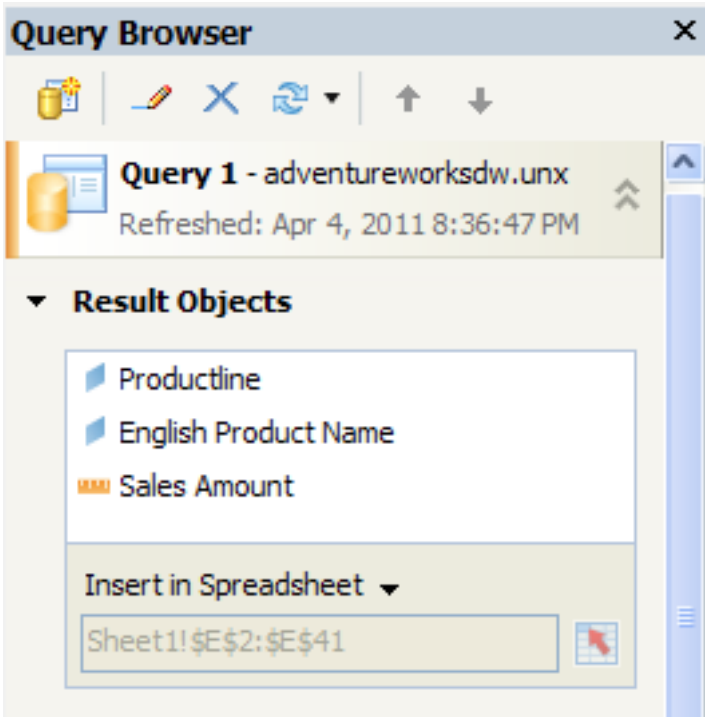 Query Browser
Query 1 - adventureworksdw.unx
Refreshed: Apr 4, 2011 8:36:47 PM
Result Objects
Productline
English Product Name
Sales Amount
Insert in Spreadsheet
Sheet1!$E$2:$E$41